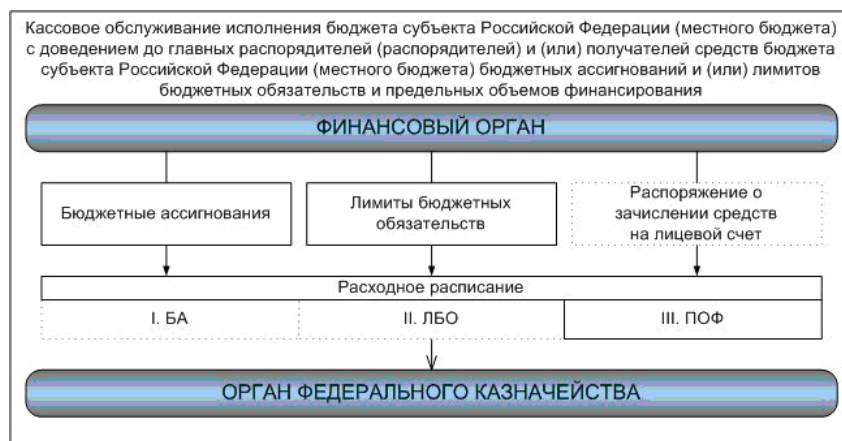 Кассовое обслуживание исполнения бюджета субъекта Российской Федерации (местного бюджета)
с доведением до главных распорядителей (распорядителей) и (или) получателей средств бюджета
субъекта Российской Федерации (местного бюджета) бюджетных ассигнований и (или) лимитов
бюджетных обязательств и предельных объемов финансирования
ФИНАНСОВЫЙ ОРГАН
Бюджетные ассигнования
Лимиты бюджетных
обязательств
Распоряжение о
зачислении средств
на лицевой счет
Расходное расписание
I. БА
II. ЛБО
III. ПОФ
ОРГАН ФЕДЕРАЛЬНОГО КАЗНАЧЕЙСТВА